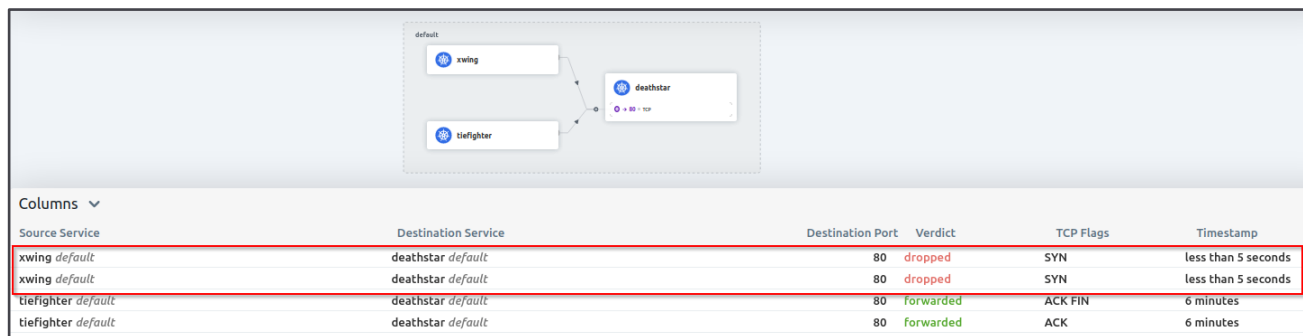 default
xwing
deathstar
→ 80 • TCP
tiefighter
Columns
Source Service Destination Service Destination Port Verdict TCP Flags Timestamp
xwing default deathstar default 80 dropped SYN less than 5 seconds
xwing default deathstar default 80 dropped SYN less than 5 seconds
tiefighter default deathstar default 80 forwarded ACK FIN 6 minutes
tiefighter default deathstar default 80 forwarded ACK 6 minutes